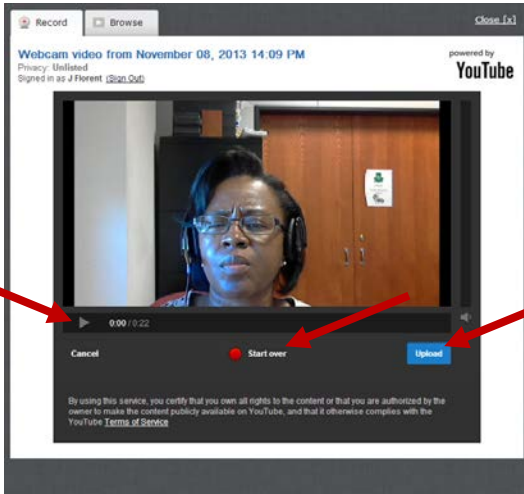 Record
Browse
Close [x]
Webcam video from November 08, 2013 14:09 PM
Privacy: Unlisted
Signed in as J Florent (Sign Out)
powered by
YouTube
0:00 / 0:22
Cancel
Start over
Upload
By using this service, you certify that you own all rights to the content or that you are authorized by the
owner to make the content publicly available on YouTube, and that it otherwise complies with the
YouTube Terms of Service